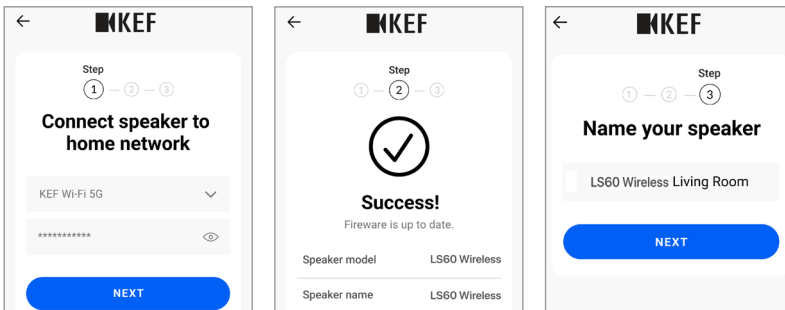 KEF
Step
1 2 3
Connect speaker to
home network
KEF Wi-Fi 5G
***********
NEXT
KEF
Step
1 2 3
Success!
Fireware is up to date.
Speaker model LS60 Wireless
Speaker name LS60 Wireless
KEF
Step
1 2 3
Name your speaker
LS60 Wireless Living Room
NEXT